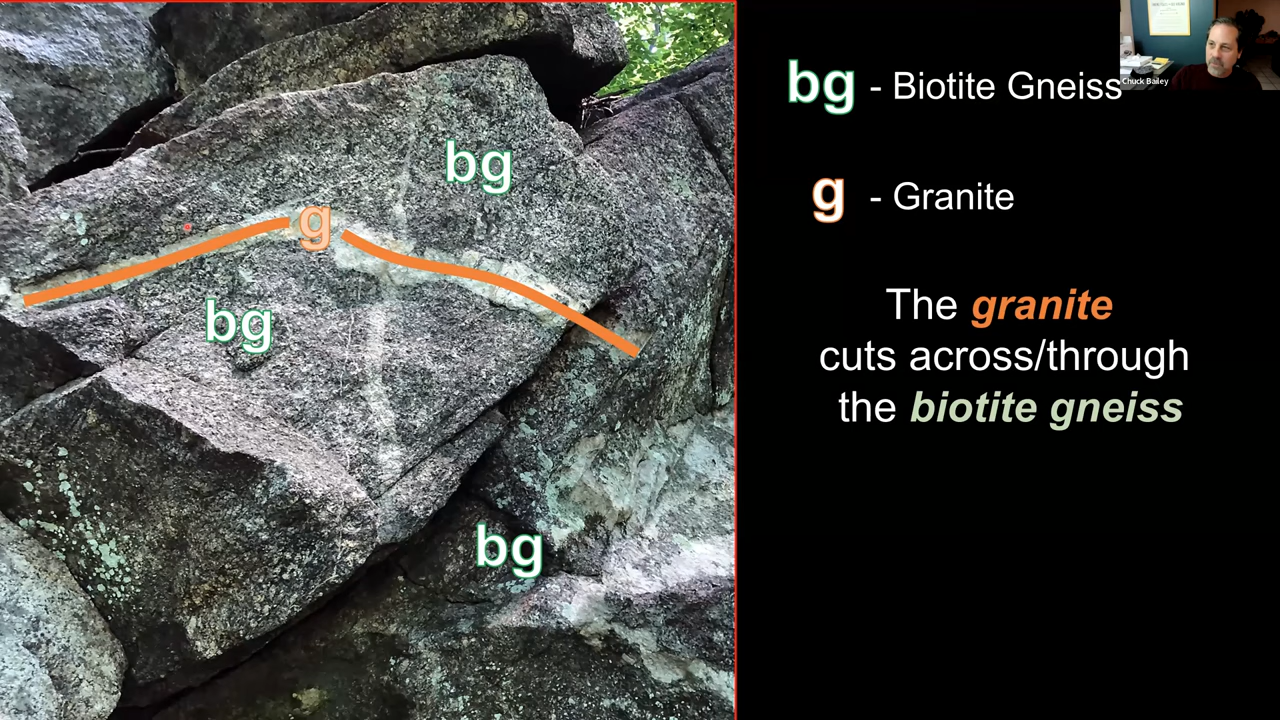 bg
g
bg
bg
bg - Biotite Gneiss
g - Granite
The granite
cuts across/through
the biotite gneiss
Chuck Bailey